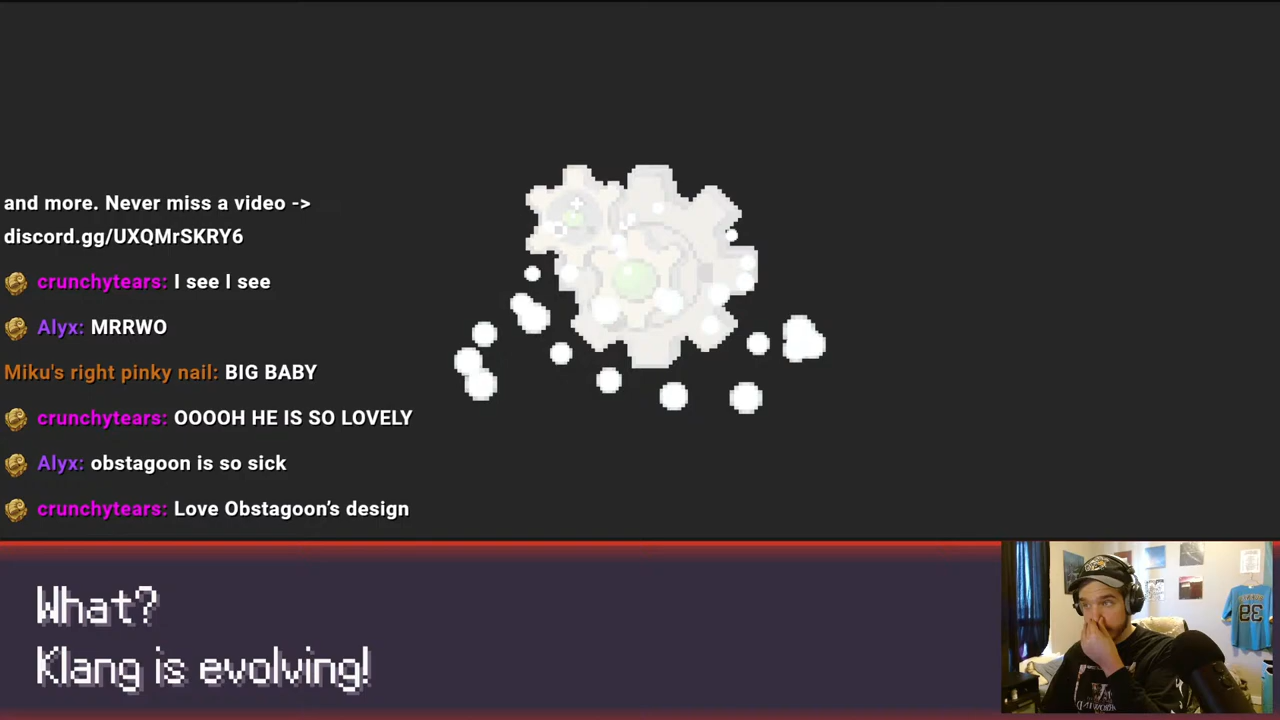 and more. Never miss a video ->
discord.gg/UXQMrSKRY6
crunchytears: I see I see
Alyx: MRRWO
Miku's right pinky nail: BIG BABY
crunchytears: OOOOH HE IS SO LOVELY
Alyx: obstagoon is so sick
crunchytears: Love Obstagoon’s design
What?
Klang is evolving!